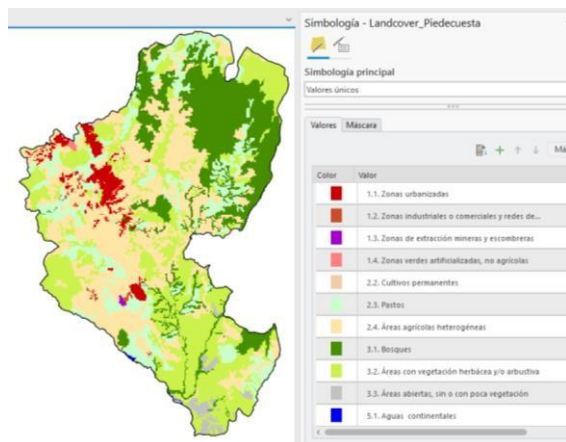 Simbología - Landcover_Piedecuesta
Simbología principal
Valores únicos
Valores Máscara
Má
Color Valor
1.1. Zonas urbanizadas
1.2. Zonas industriales o comerciales y redes de...
1.3. Zonas de extracción mineras y escombreras
1.4. Zonas verdes artificializadas, no agrícolas
2.2. Cultivos permanentes
2.3. Pastos
2.4. Áreas agrícolas heterogéneas
3.1. Bosques
3.2. Áreas con vegetación herbácea y/o arbustiva
3.3. Áreas abiertas, sin o con poca vegetación
5.1. Aguas continentales